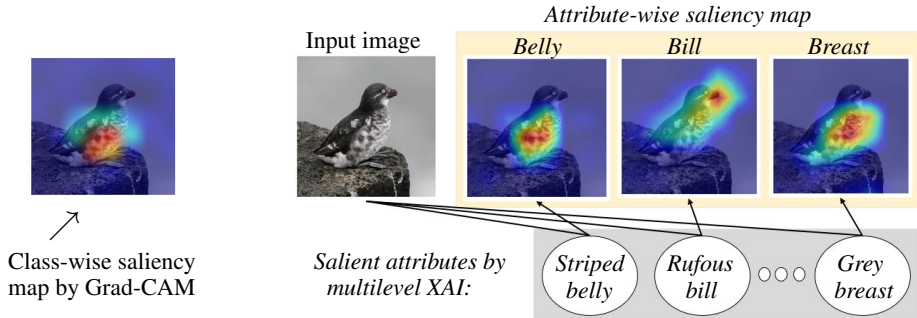 Attribute-wise saliency map
Input image
Belly
Bill
Breast
Class-wise saliency
map by Grad-CAM
Salient attributes by
multilevel XAI:
Striped
belly
Rufous
bill
Grey
breast